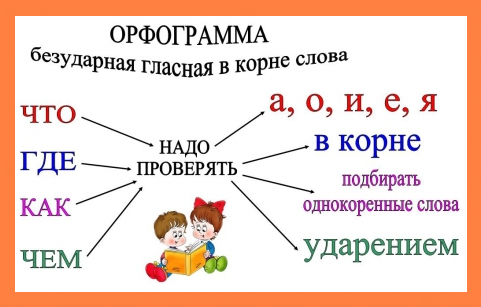 ОРФОГРАММА
безударная гласная в корне слова
ЧТО
ГДЕ
КАК
ЧЕМ
НАДО
ПРОВЕРЯТЬ
а, о, и, е, я
в корне
подбирать
однокоренные слова
ударением